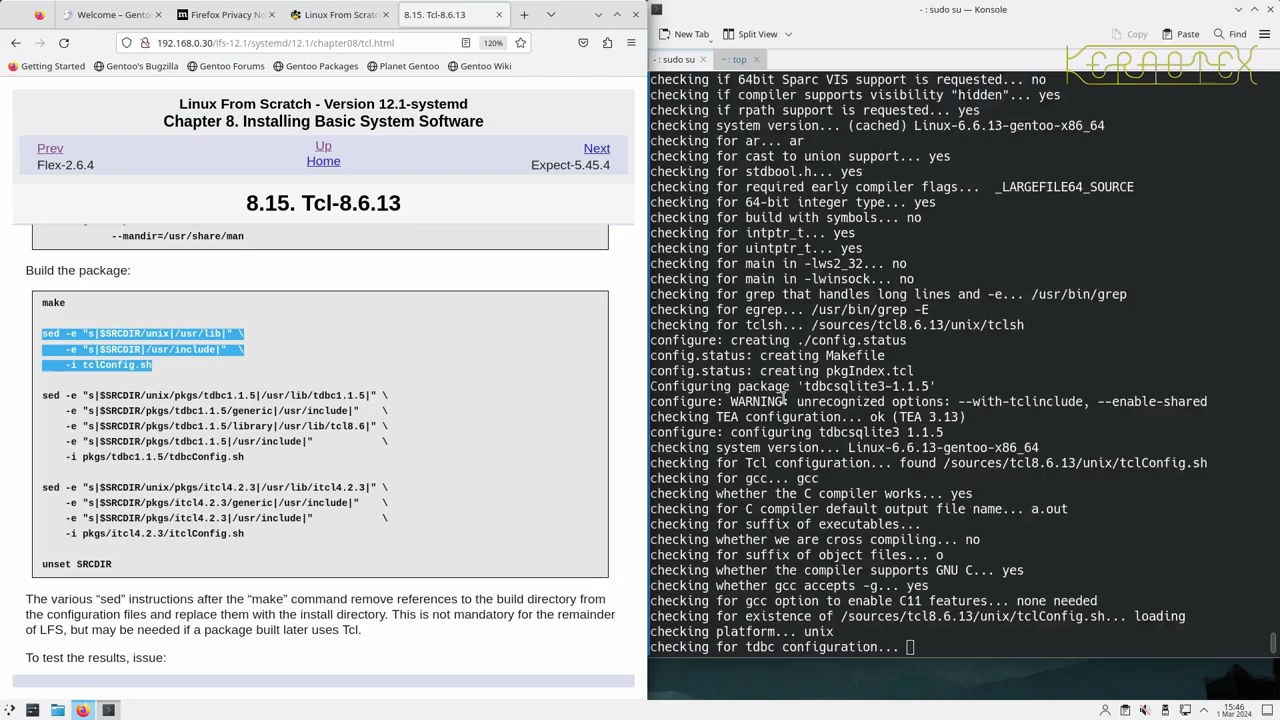 Welcome – Gentoo
Firefox Privacy No
Linux From Scratch
8.15. Tcl-8.6.13
192.168.0.30/lfs-12.1/systemd/12.1/chapter08/tcl.html
120%
Getting Started
Gentoo's Bugzilla
Gentoo Forums
Gentoo Packages
Planet Gentoo
Gentoo Wiki
Linux From Scratch - Version 12.1-systemd
Chapter 8. Installing Basic System Software
Prev
Up
Next
Flex-2.6.4
Home
Expect-5.45.4
8.15. Tcl-8.6.13
--mandir=/usr/share/man
Build the package:
make
sed -e "s|$SRCDIR/unix|/usr/lib|" \
-e "s|$SRCDIR|/usr/include|" \
-i tclConfig.sh
sed -e "s|$SRCDIR/unix/pkgs/tdbc1.1.5|/usr/lib/tdbc1.1.5|" \
-e "s|$SRCDIR/pkgs/tdbc1.1.5/generic|/usr/include|" \
-e "s|$SRCDIR/pkgs/tdbc1.1.5/library|/usr/lib/tcl8.6|" \
-e "s|$SRCDIR/pkgs/tdbc1.1.5|/usr/include|" \
-i pkgs/tdbc1.1.5/tdbcConfig.sh
sed -e "s|$SRCDIR/unix/pkgs/itcl4.2.3|/usr/lib/itcl4.2.3|" \
-e "s|$SRCDIR/pkgs/itcl4.2.3/generic|/usr/include|" \
-e "s|$SRCDIR/pkgs/itcl4.2.3|/usr/include|" \
-i pkgs/itcl4.2.3/itclConfig.sh
unset SRCDIR
The various “sed” instructions after the “make” command remove references to the build directory from
the configuration files and replace them with the install directory. This is not mandatory for the remainder
of LFS, but may be needed if a package built later uses Tcl.
To test the results, issue:
- : sudo su — Konsole
New Tab
Split View
Copy
Paste
Find
- : sudo su
~ : top
KERNOTEX
checking if 64bit Sparc VIS support is requested... no
checking if compiler supports visibility "hidden"... yes
checking if rpath support is requested... yes
checking system version... (cached) Linux-6.6.13-gentoo-x86_64
checking for ar... ar
checking for cast to union support... yes
checking for stdbool.h... yes
checking for required early compiler flags... _LARGEFILE64_SOURCE
checking for 64-bit integer type... yes
checking for build with symbols... no
checking for intptr_t... yes
checking for uintptr_t... yes
checking for main in -lws2_32... no
checking for main in -lwinsock... no
checking for grep that handles long lines and -e... /usr/bin/grep
checking for egrep... /usr/bin/grep -E
checking for tclsh... /sources/tcl8.6.13/unix/tclsh
configure: creating ./config.status
config.status: creating Makefile
config.status: creating pkgIndex.tcl
Configuring package 'tdbcsqlite3-1.1.5'
configure: WARNING: unrecognized options: --with-tclinclude, --enable-shared
checking TEA configuration... ok (TEA 3.13)
configure: configuring tdbcsqlite3 1.1.5
checking system version... Linux-6.6.13-gentoo-x86_64
checking for Tcl configuration... found /sources/tcl8.6.13/unix/tclConfig.sh
checking for gcc... gcc
checking whether the C compiler works... yes
checking for C compiler default output file name... a.out
checking for suffix of executables...
checking whether we are cross compiling... no
checking for suffix of object files... o
checking whether the compiler supports GNU C... yes
checking whether gcc accepts -g... yes
checking for gcc option to enable C11 features... none needed
checking for existence of /sources/tcl8.6.13/unix/tclConfig.sh... loading
checking platform... unix
checking for tdbc configuration...
15:46
1 Mar 2024